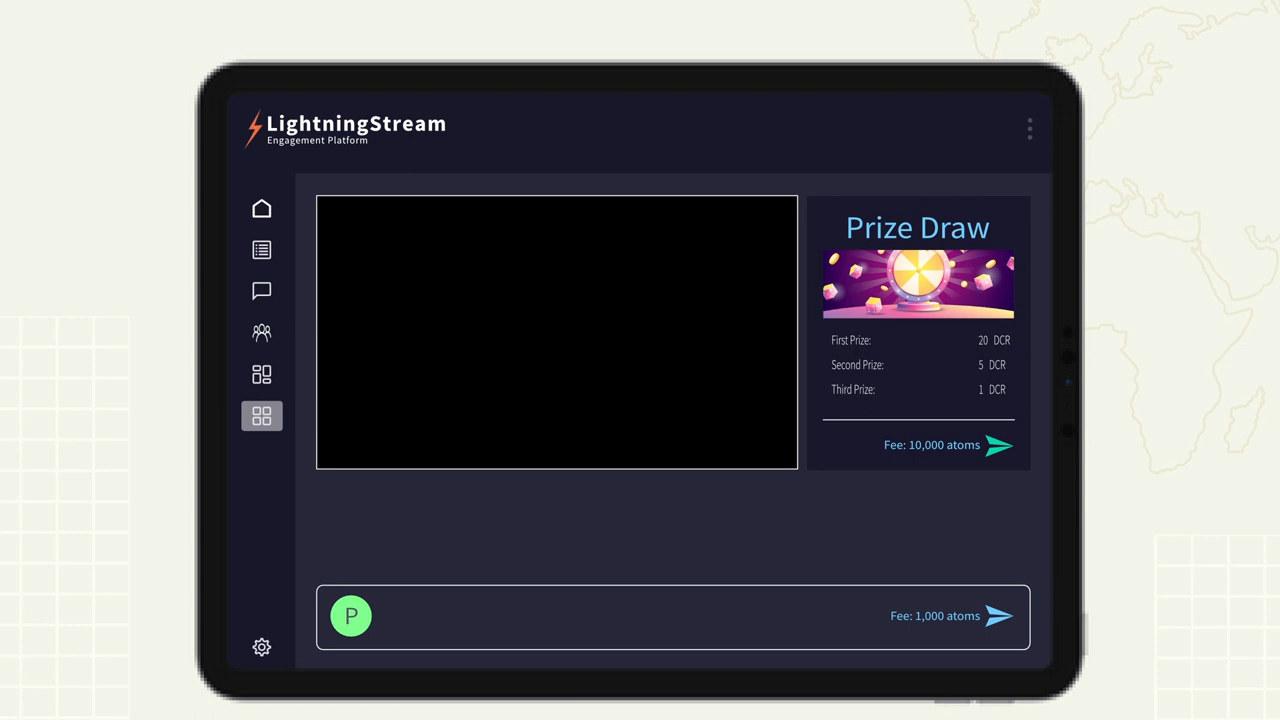 LightningStream
Engagement Platform
Prize Draw
First Prize: 20 DCR
Second Prize: 5 DCR
Third Prize: 1 DCR
Fee: 10,000 atoms
P
Fee: 1,000 atoms